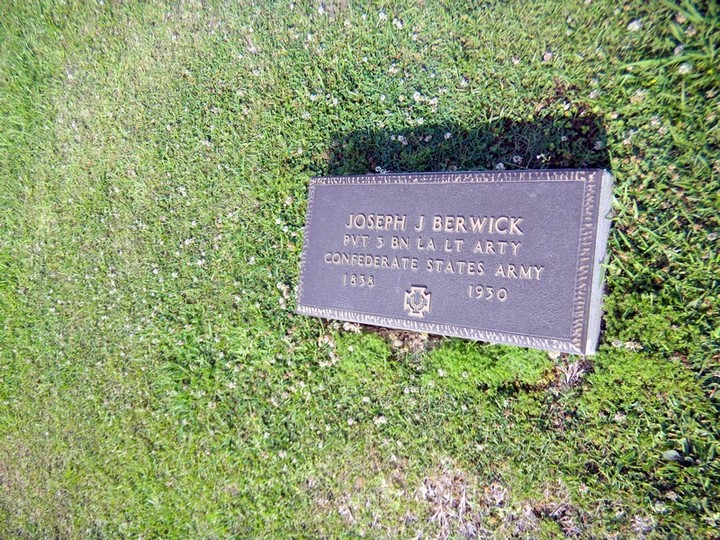 JOSEPH J BERWICK
PVT 3 BN LA LT ARTY
CONFEDERATE STATES ARMY
1838 1930